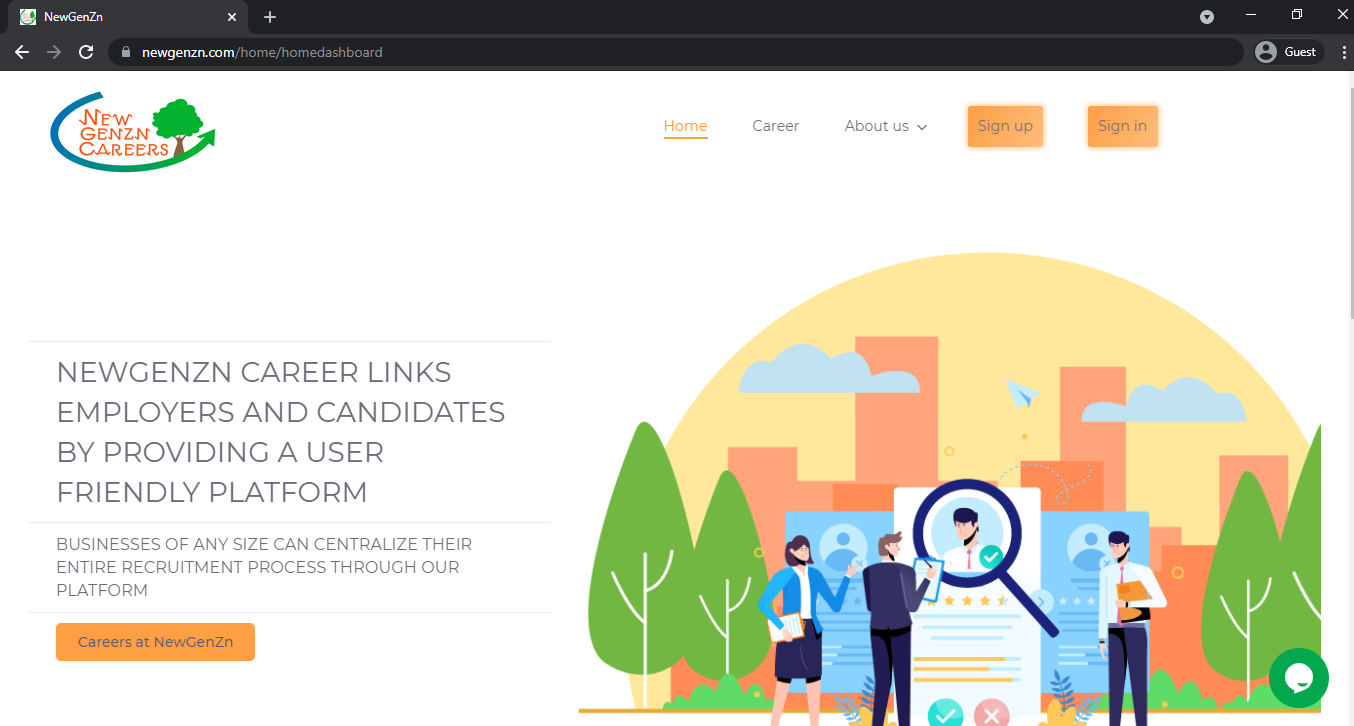 NewGenZn
newgenzn.com/home/homedashboard
Guest
NEW
GENZN
CAREERS
Home
Career
About us
Sign up
Sign in
NEWGENZN CAREER LINKS
EMPLOYERS AND CANDIDATES
BY PROVIDING A USER
FRIENDLY PLATFORM
BUSINESSES OF ANY SIZE CAN CENTRALIZE THEIR
ENTIRE RECRUITMENT PROCESS THROUGH OUR
PLATFORM
Careers at NewGenZn